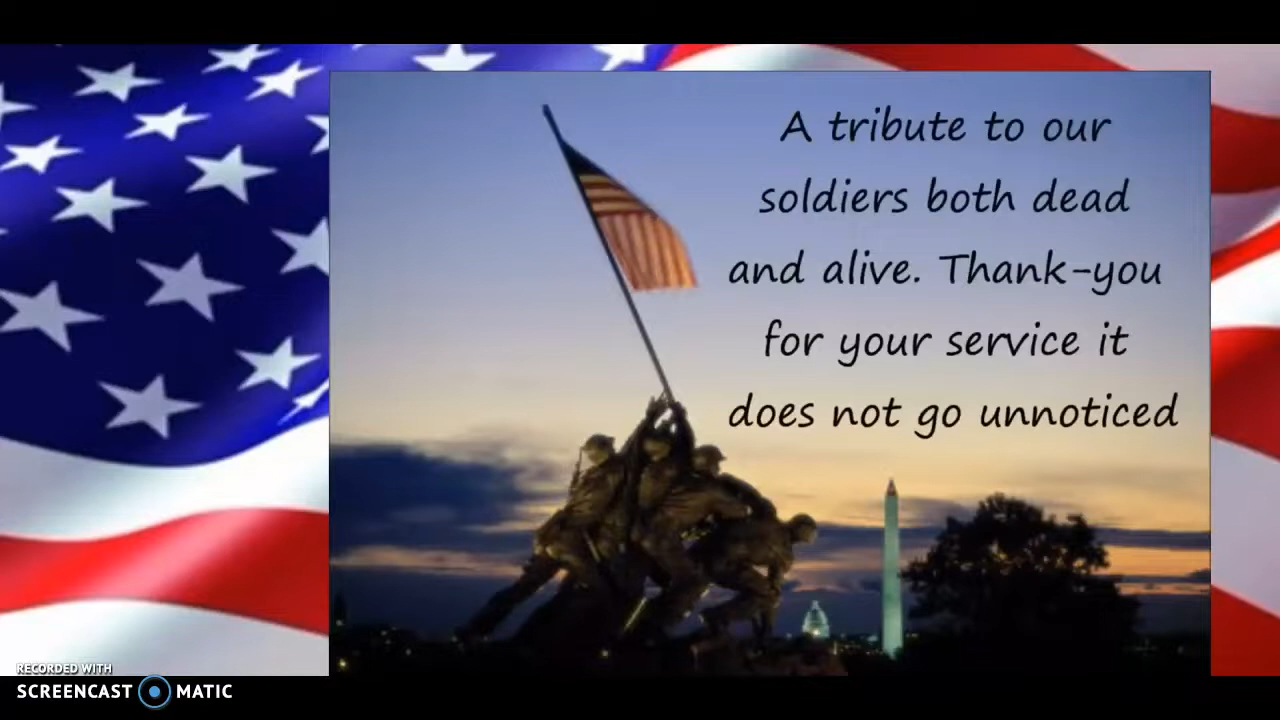 A tribute to our
soldiers both dead
and alive. Thank-you
for your service it
does not go unnoticed
RECORDED WITH
SCREENCAST MATIC